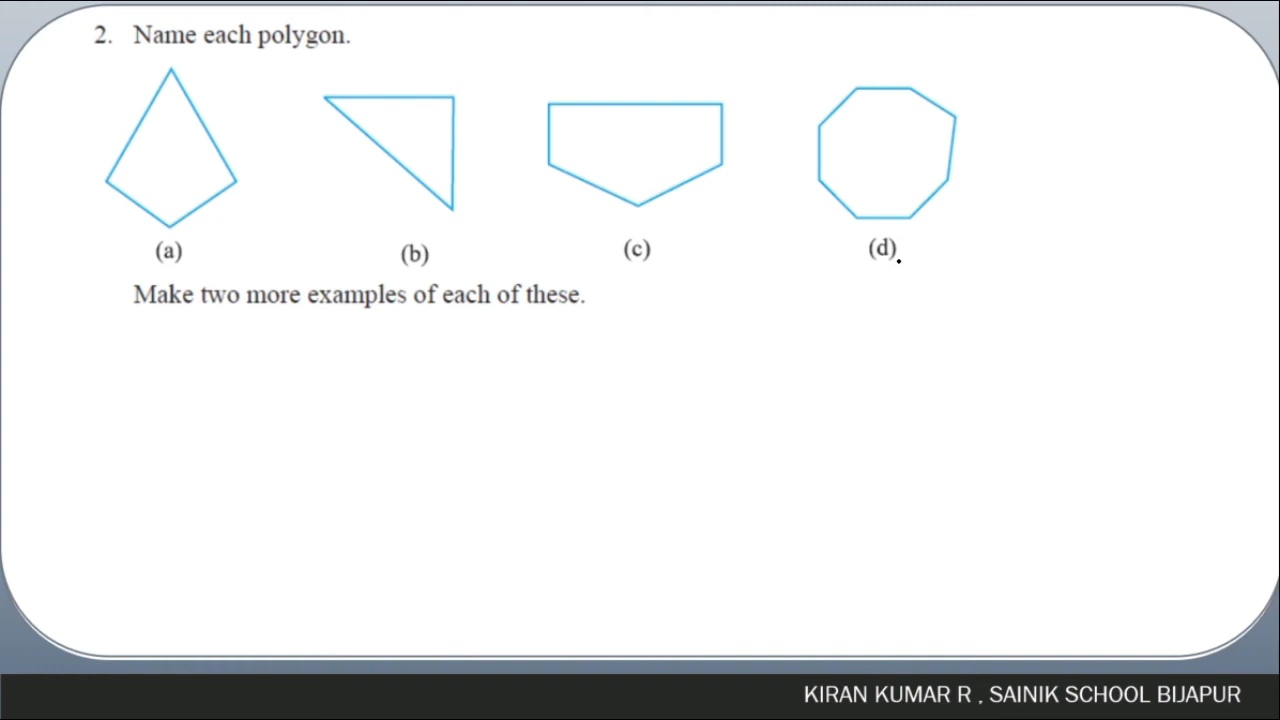 2. Name each polygon.
(a) (b) (c) (d)
Make two more examples of each of these.
KIRAN KUMAR R , SAINIK SCHOOL BIJAPUR